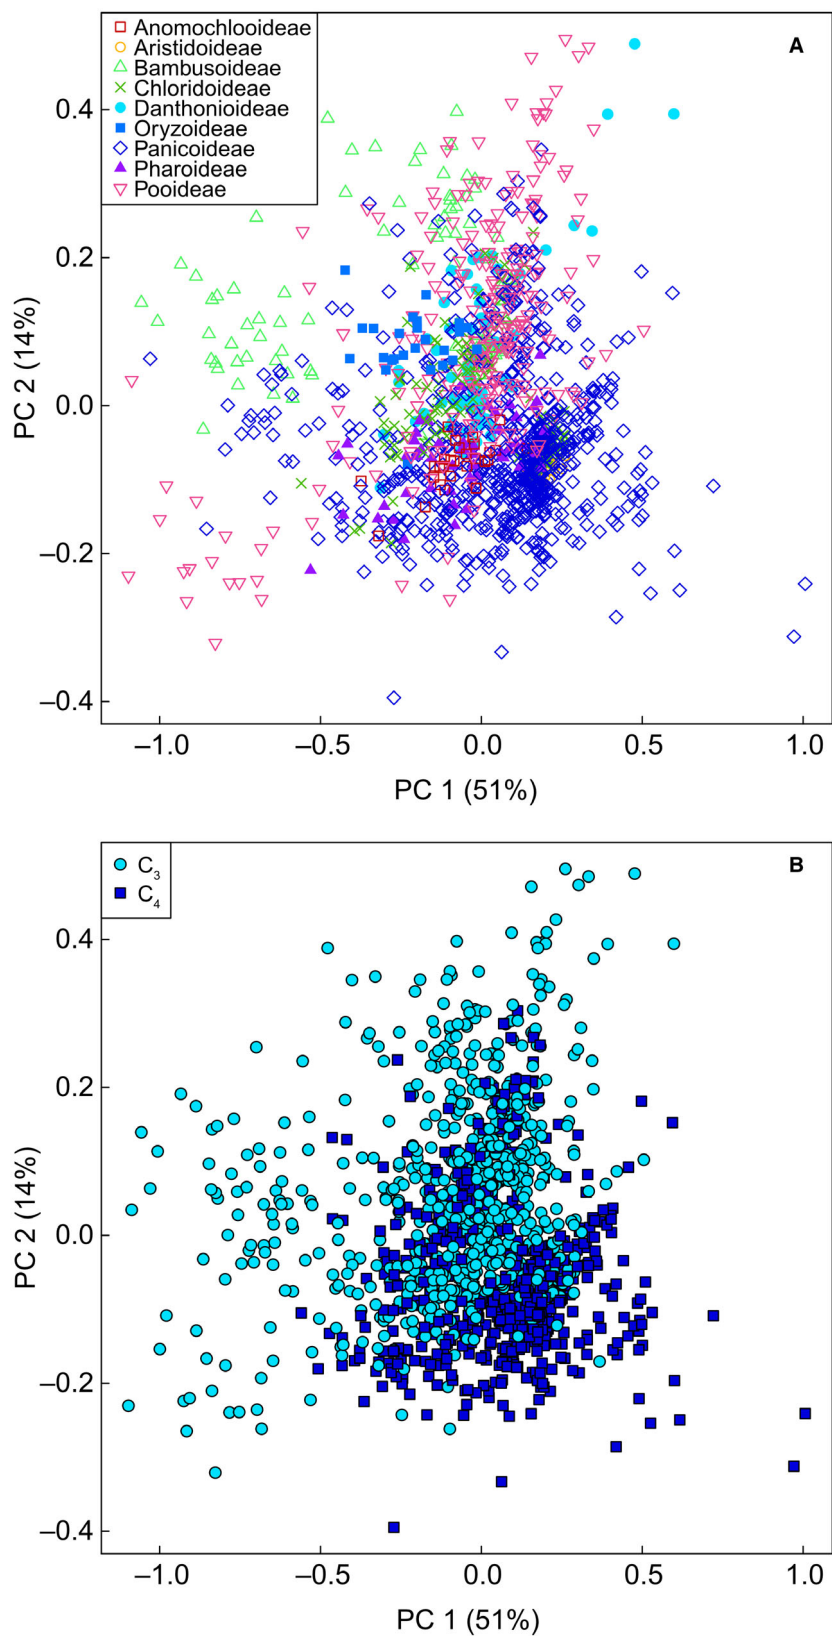 A
Anomochlooideae
Aristidoideae
Bambusoideae
Chloridoideae
Danthonioideae
Oryzoideae
Panicoideae
Pharoideae
Pooideae
0.4
0.2
0.0
−0.2
−0.4
PC 2 (14%)
−1.0 −0.5 0.0 0.5 1.0
PC 1 (51%)
B
C3
C4
0.4
0.2
0.0
−0.2
−0.4
PC 2 (14%)
−1.0 −0.5 0.0 0.5 1.0
PC 1 (51%)